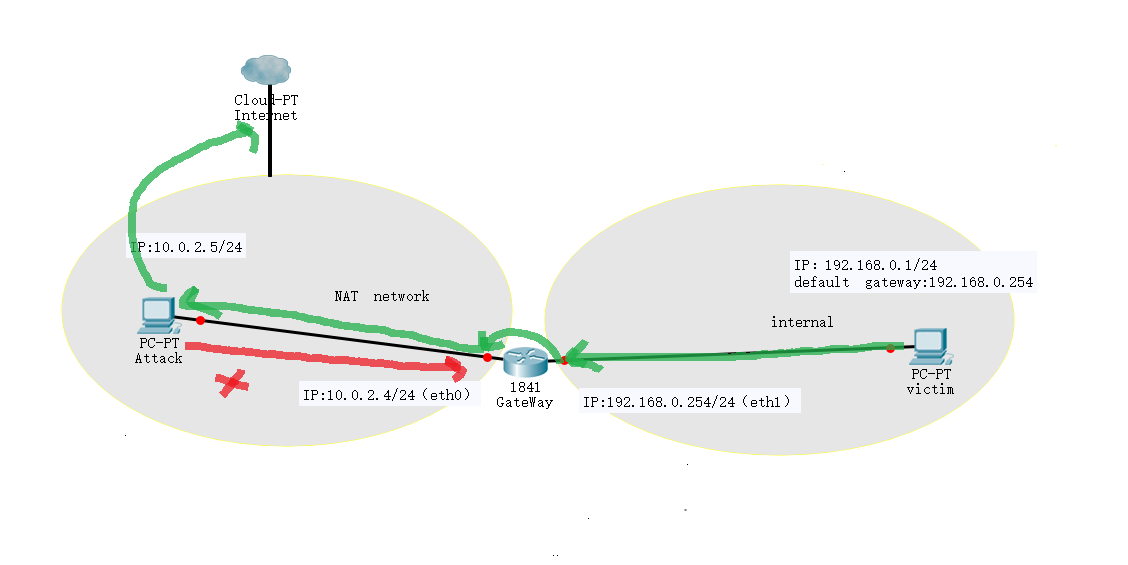 Cloud-PT
Internet
IP:10.0.2.5/24
NAT network
PC-PT
Attack
IP:10.0.2.4/24（eth0）
1841
GateWay
IP:192.168.0.254/24（eth1）
IP: 192.168.0.1/24
default gateway:192.168.0.254
internal
PC-PT
victim